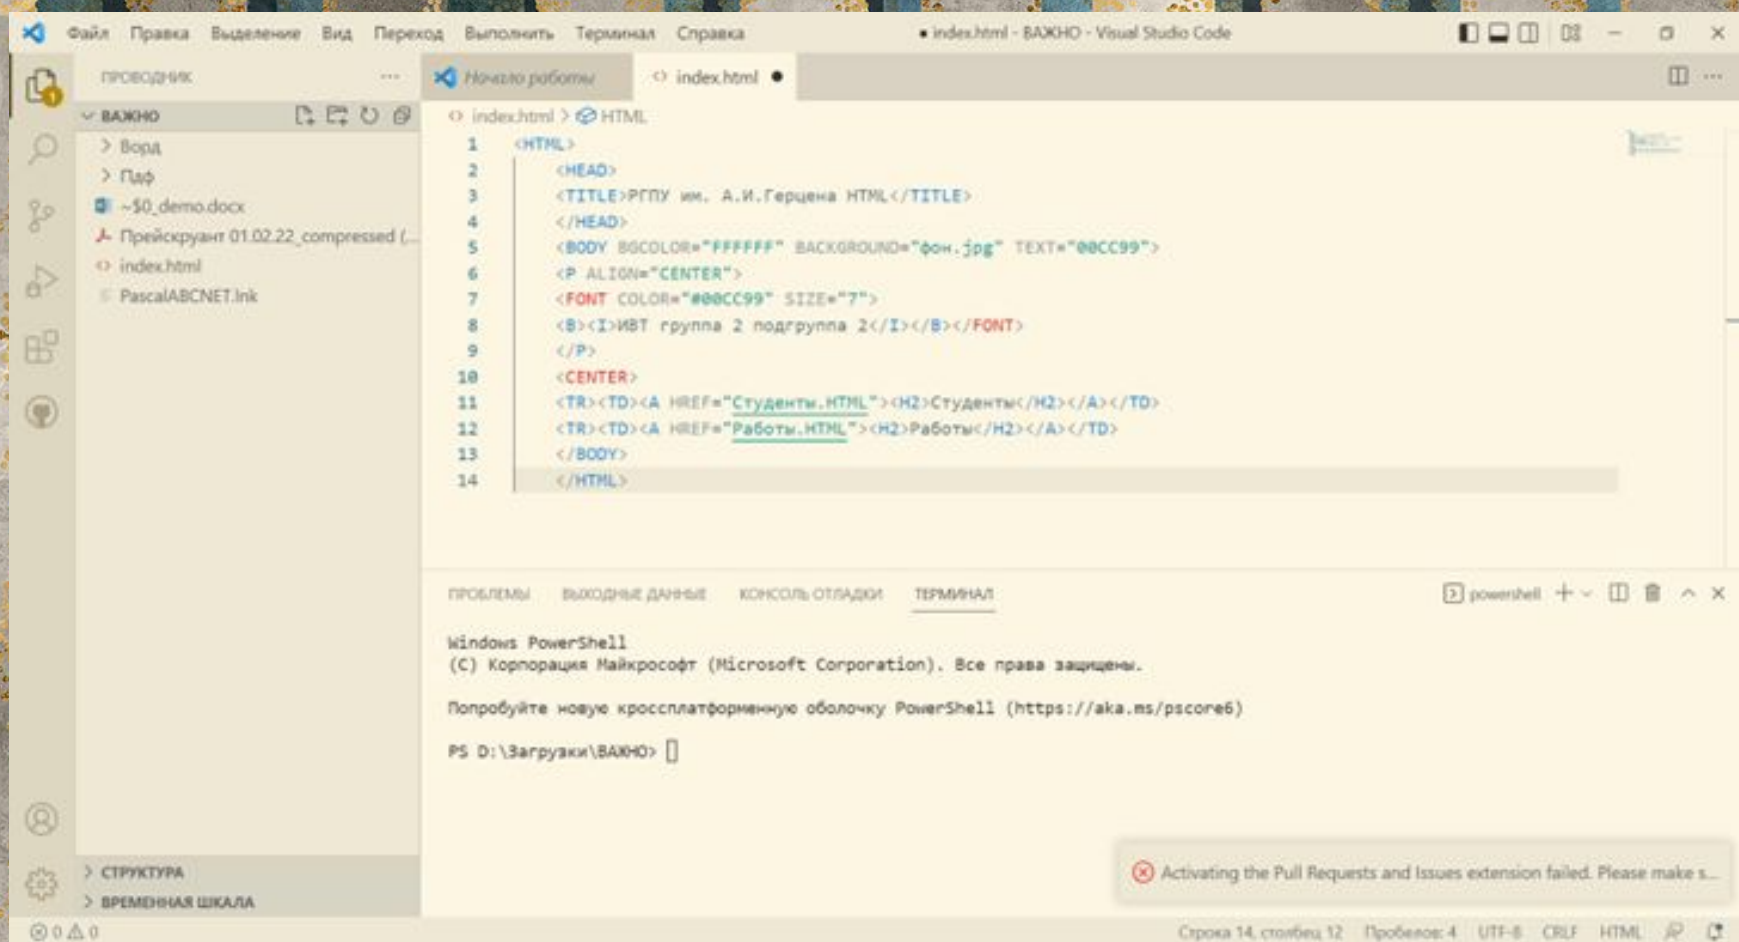 Файл Правка Выделение Вид Переход Выполнить Терминал Справка
● index.html - ВАЖНО - Visual Studio Code
ПРОВОДНИК
Начало работы
index.html ●
ВАЖНО
index.html > HTML
Ворд
Пдф
~$0_demo.docx
Прейскруант 01.02.22_compressed (...
index.html
PascalABCNET.lnk
1 <HTML>
2 <HEAD>
3 <TITLE>РГПУ им. А.И.Герцена HTML</TITLE>
4 </HEAD>
5 <BODY BGCOLOR="FFFFFF" BACKGROUND="фон.jpg" TEXT="00CC99">
6 <P ALIGN="CENTER">
7 <FONT COLOR="#00CC99" SIZE="7">
8 <B><I>ИВТ группа 2 подгруппа 2</I></B></FONT>
9 </P>
10 <CENTER>
11 <TR><TD><A HREF="Студенты.HTML"><H2>Студенты</H2></A></TD>
12 <TR><TD><A HREF="Работы.HTML"><H2>Работы</H2></A></TD>
13 </BODY>
14 </HTML>
ПРОБЛЕМЫ ВЫХОДНЫЕ ДАННЫЕ КОНСОЛЬ ОТЛАДКИ ТЕРМИНАЛ
powershell
Windows PowerShell
(C) Корпорация Майкрософт (Microsoft Corporation). Все права защищены.
Попробуйте новую кроссплатформенную оболочку PowerShell (https://aka.ms/pscore6)
PS D:\Загрузки\ВАЖНО>
СТРУКТУРА
ВРЕМЕННАЯ ШКАЛА
Activating the Pull Requests and Issues extension failed. Please make s...
0 0
Строка 14, столбец 12 Пробелов: 4 UTF-8 CRLF HTML
1